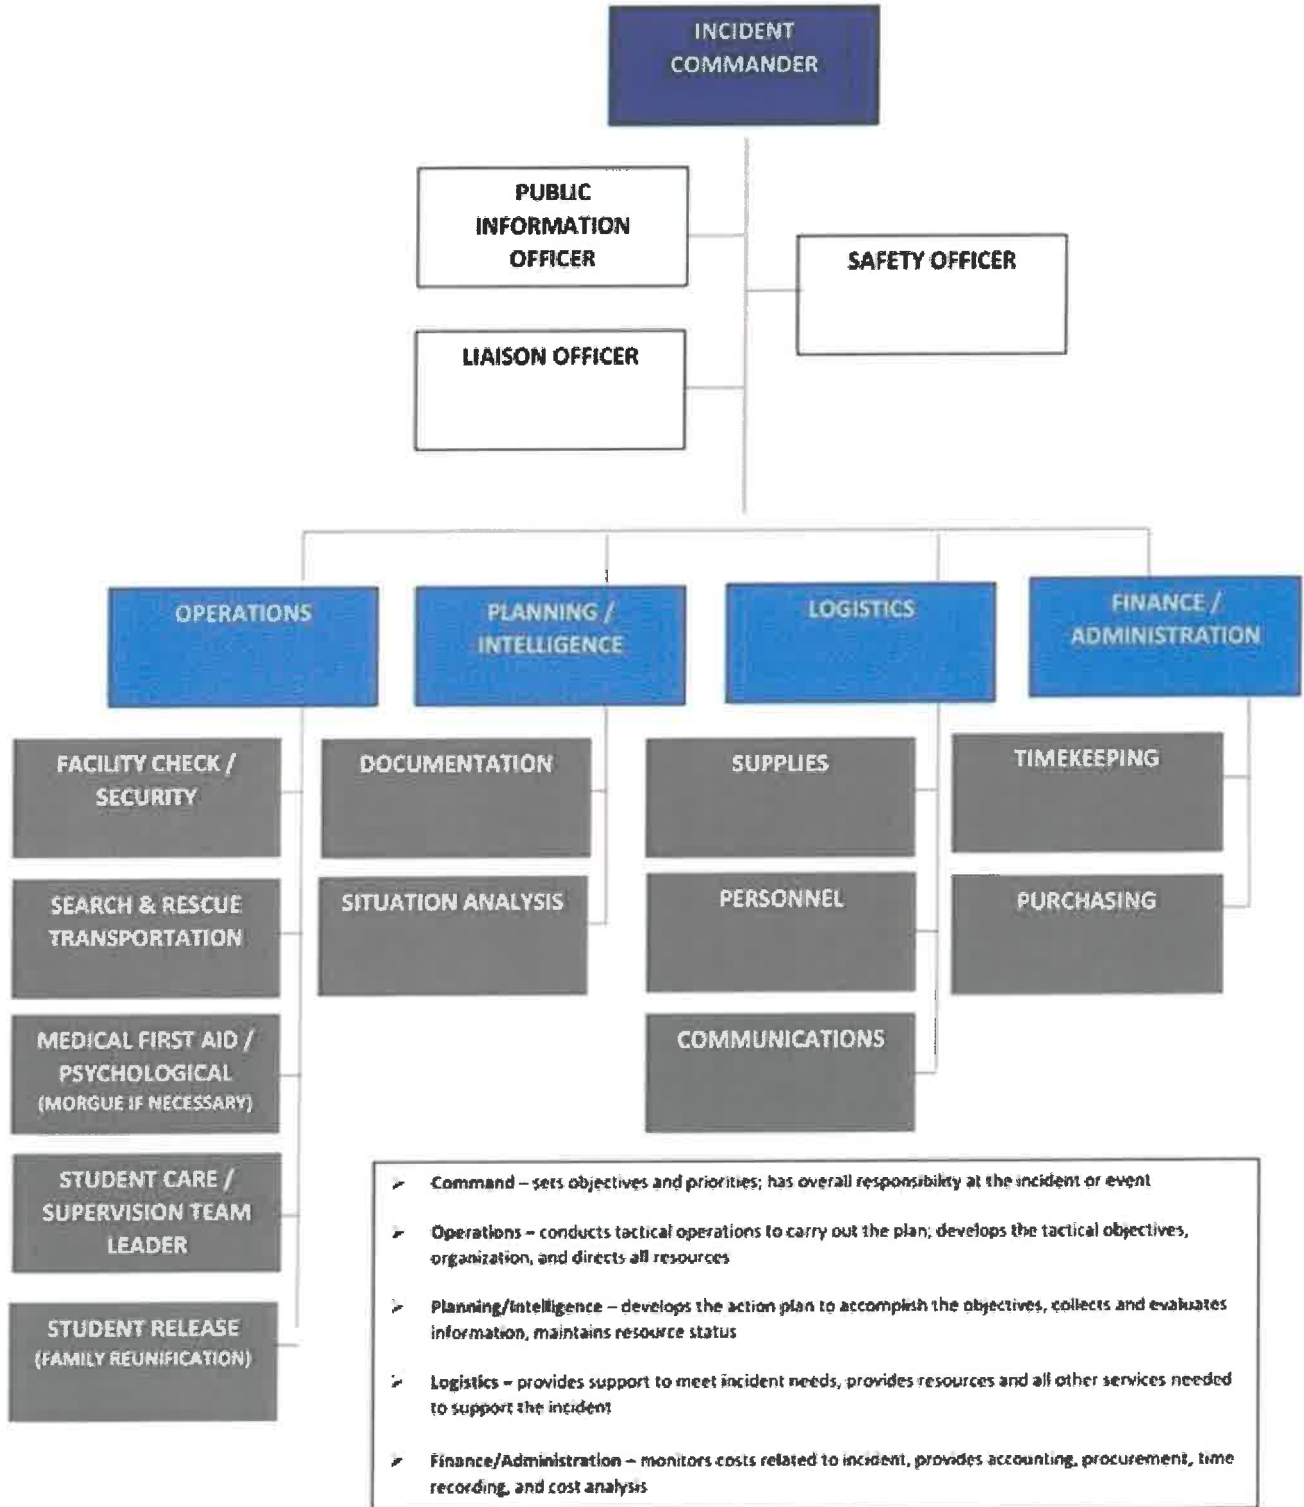 INCIDENT
COMMANDER
PUBLIC
INFORMATION
OFFICER
SAFETY OFFICER
LIAISON OFFICER
OPERATIONS
PLANNING /
INTELLIGENCE
LOGISTICS
FINANCE /
ADMINISTRATION
FACILITY CHECK /
SECURITY
DOCUMENTATION
SUPPLIES
TIMEKEEPING
SEARCH & RESCUE
TRANSPORTATION
SITUATION ANALYSIS
PERSONNEL
PURCHASING
MEDICAL FIRST AID /
PSYCHOLOGICAL
(MORGUE IF NECESSARY)
COMMUNICATIONS
STUDENT CARE /
SUPERVISION TEAM
LEADER
STUDENT RELEASE
(FAMILY REUNIFICATION)
➢ Command – sets objectives and priorities; has overall responsibility at the incident or event
➢ Operations – conducts tactical operations to carry out the plan; develops the tactical objectives,
organization, and directs all resources
➢ Planning/Intelligence – develops the action plan to accomplish the objectives, collects and evaluates
information, maintains resource status
➢ Logistics – provides support to meet incident needs, provides resources and all other services needed
to support the incident
➢ Finance/Administration – monitors costs related to incident, provides accounting, procurement, time
recording, and cost analysis